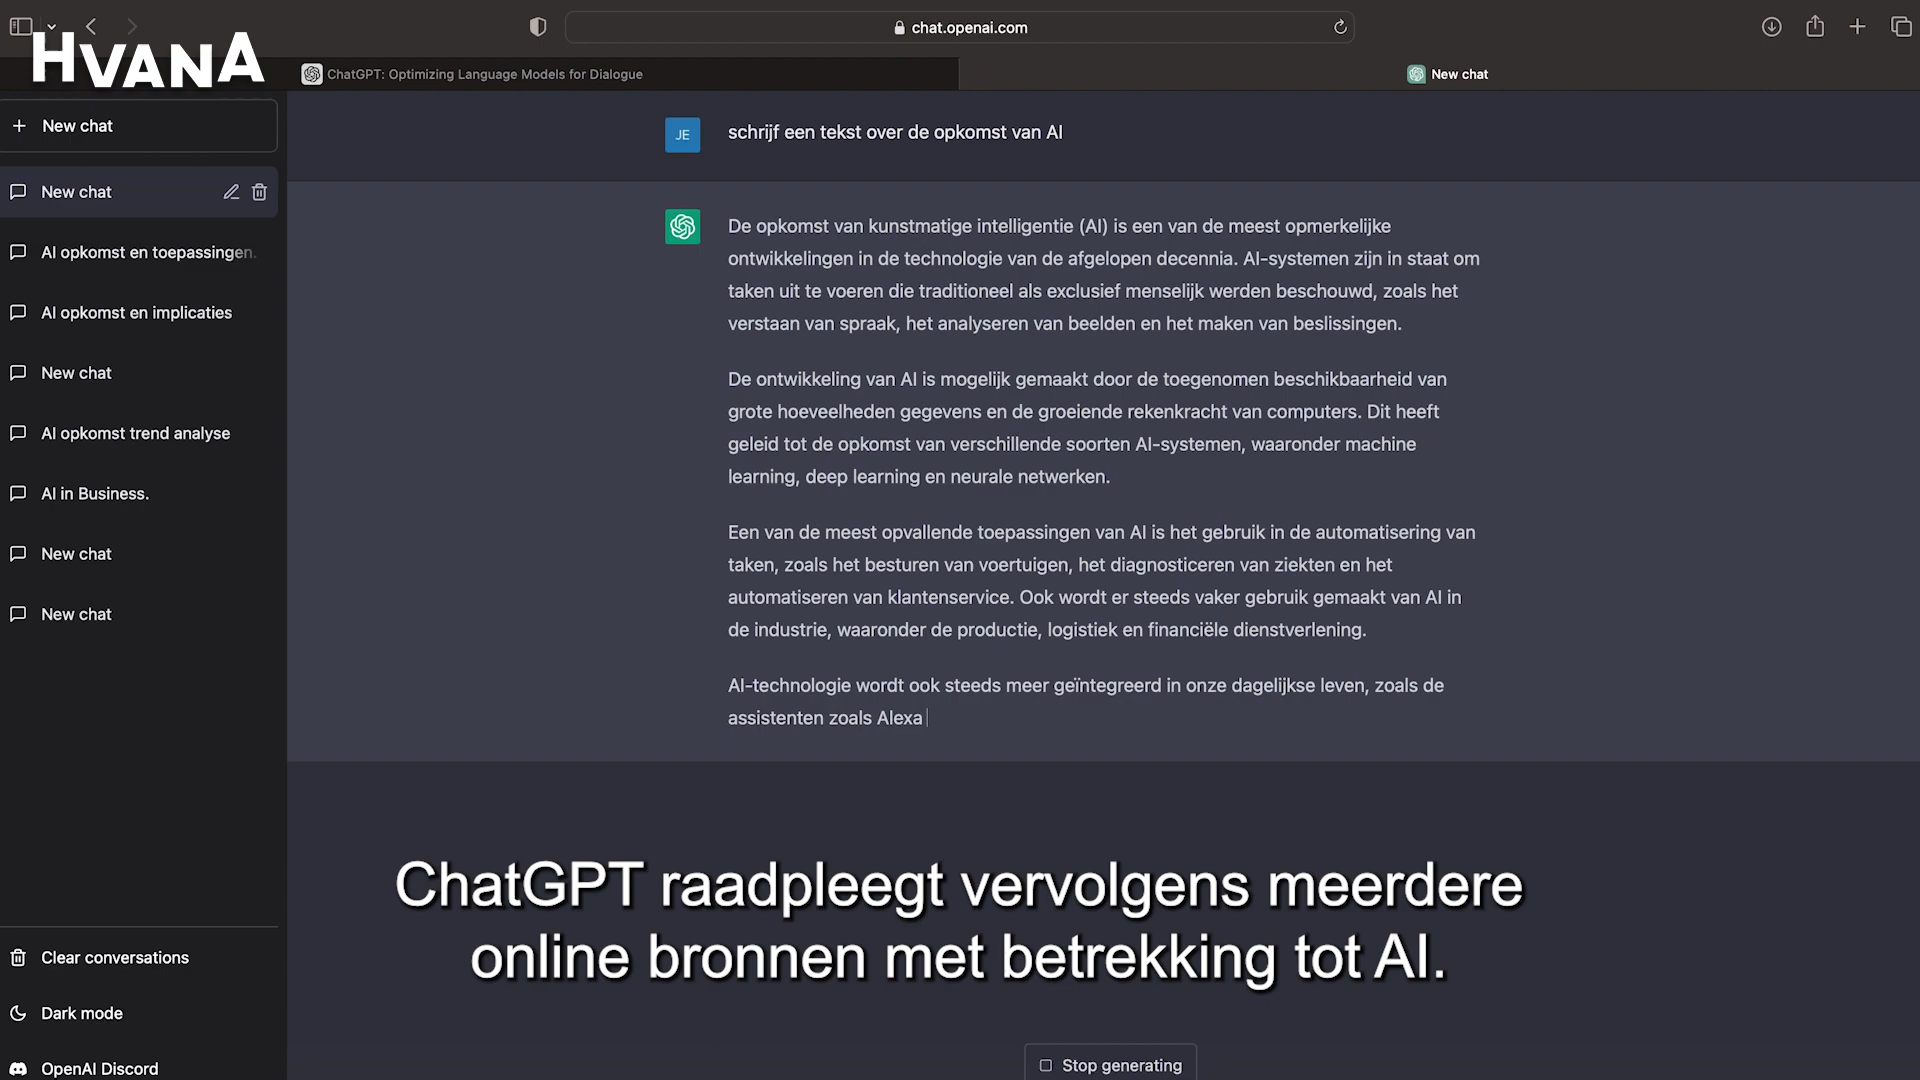 HVANA
chat.openai.com
ChatGPT: Optimizing Language Models for Dialogue
New chat
New chat
New chat
AI opkomst en toepassingen.
AI opkomst en implicaties
New chat
AI opkomst trend analyse
AI in Business.
New chat
New chat
Clear conversations
Dark mode
OpenAI Discord
JE
schrijf een tekst over de opkomst van AI
De opkomst van kunstmatige intelligentie (AI) is een van de meest opmerkelijke
ontwikkelingen in de technologie van de afgelopen decennia. AI-systemen zijn in staat om
taken uit te voeren die traditioneel als exclusief menselijk werden beschouwd, zoals het
verstaan van spraak, het analyseren van beelden en het maken van beslissingen.
De ontwikkeling van AI is mogelijk gemaakt door de toegenomen beschikbaarheid van
grote hoeveelheden gegevens en de groeiende rekenkracht van computers. Dit heeft
geleid tot de opkomst van verschillende soorten AI-systemen, waaronder machine
learning, deep learning en neurale netwerken.
Een van de meest opvallende toepassingen van AI is het gebruik in de automatisering van
taken, zoals het besturen van voertuigen, het diagnosticeren van ziekten en het
automatiseren van klantenservice. Ook wordt er steeds vaker gebruik gemaakt van AI in
de industrie, waaronder de productie, logistiek en financiële dienstverlening.
AI-technologie wordt ook steeds meer geïntegreerd in onze dagelijkse leven, zoals de
assistenten zoals Alexa
ChatGPT raadpleegt vervolgens meerdere
online bronnen met betrekking tot AI.
Stop generating